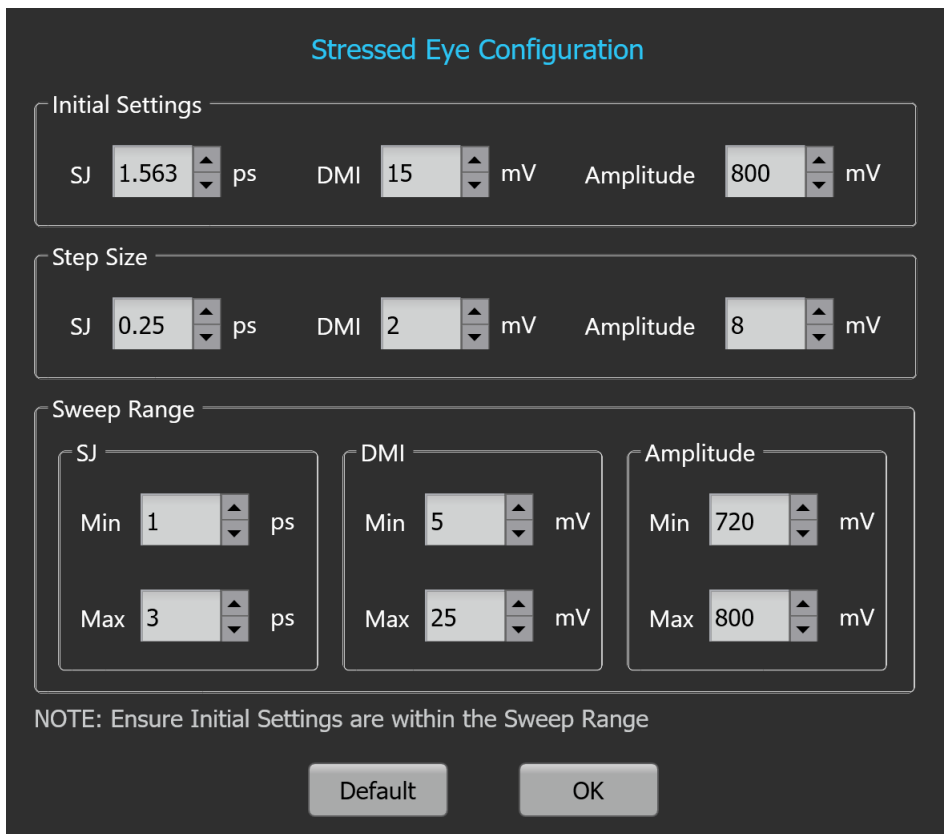 Stressed Eye Configuration
Initial Settings
SJ 1.563 ps DMI 15 mV Amplitude 800 mV
Step Size
SJ 0.25 ps DMI 2 mV Amplitude 8 mV
Sweep Range
SJ DMI Amplitude
Min 1 ps Min 5 mV Min 720 mV
Max 3 ps Max 25 mV Max 800 mV
NOTE: Ensure Initial Settings are within the Sweep Range
Default OK